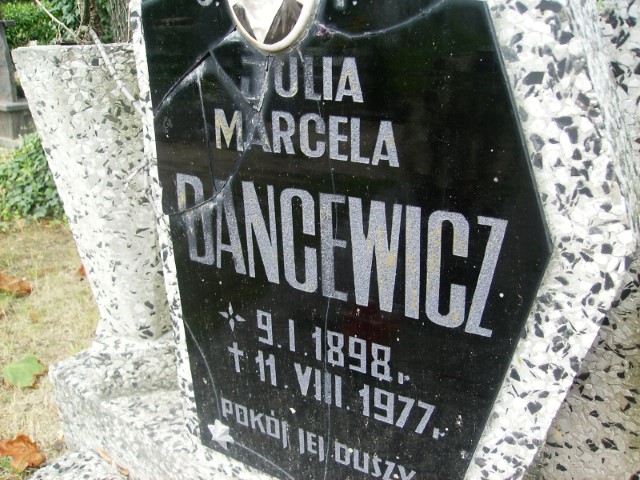 JULIA
MARCELA
DANCEWICZ
9.I.1898.r
† 11.VIII.1977.r
POKÓJ JEJ DUSZY